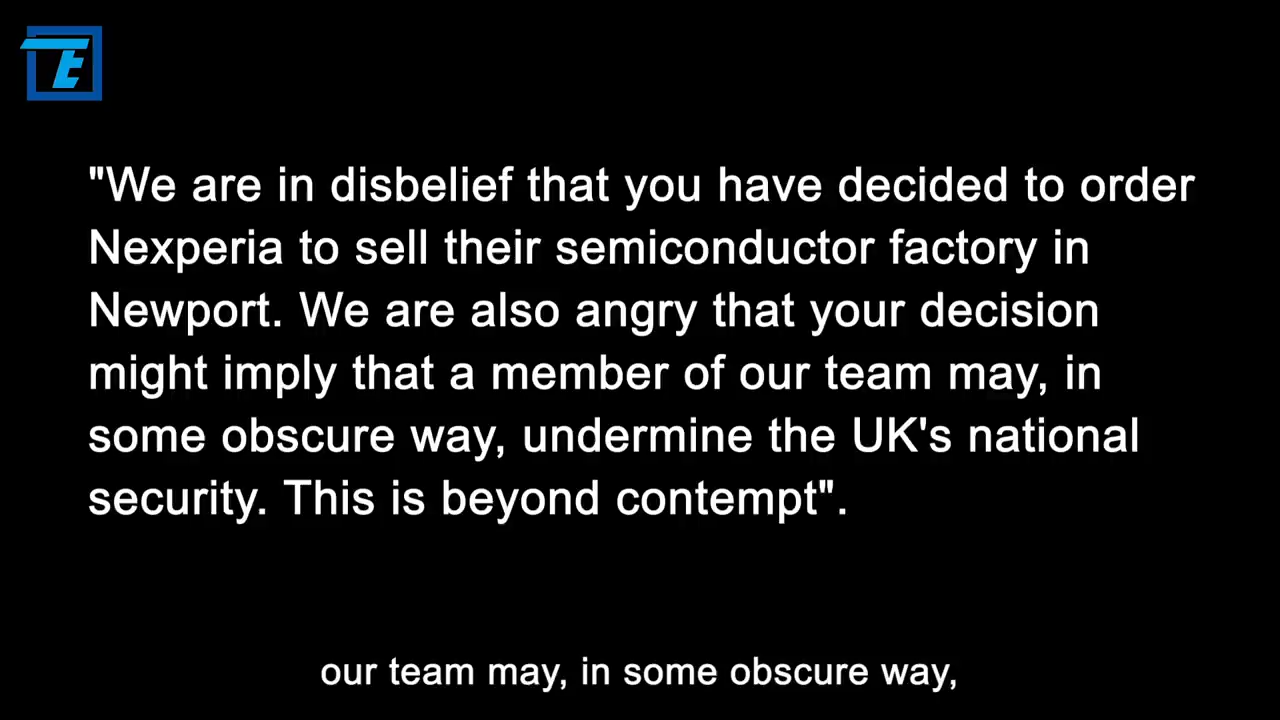 TE
"We are in disbelief that you have decided to order
Nexperia to sell their semiconductor factory in
Newport. We are also angry that your decision
might imply that a member of our team may, in
some obscure way, undermine the UK's national
security. This is beyond contempt".
our team may, in some obscure way,